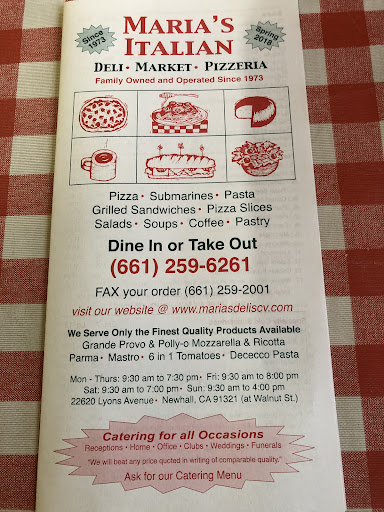 Since 1973
MARIA'S
ITALIAN
Spring 2018
DELI • MARKET • PIZZERIA
Family Owned and Operated Since 1973
Pizza • Submarines • Pasta
Grilled Sandwiches • Pizza Slices
Salads • Soups • Coffee • Pastry
Dine In or Take Out
(661) 259-6261
FAX your order (661) 259-2001
visit our website @ www.mariasdeliscv.com
We Serve Only the Finest Quality Products Available
Grande Provo & Polly-o Mozzarella & Ricotta
Parma • Mastro • 6 in 1 Tomatoes • Dececco Pasta
Mon - Thurs: 9:30 am to 7:30 pm • Fri: 9:30 am to 8:00 pm
Sat: 9:30 am to 7:00 pm • Sun: 9:30 am to 4:00 pm
22620 Lyons Avenue • Newhall, CA 91321 (at Walnut St.)
Catering for all Occasions
Receptions • Home • Office • Clubs • Weddings • Funerals
"We will beat any price quoted in writing of comparable quality."
Ask for our Catering Menu